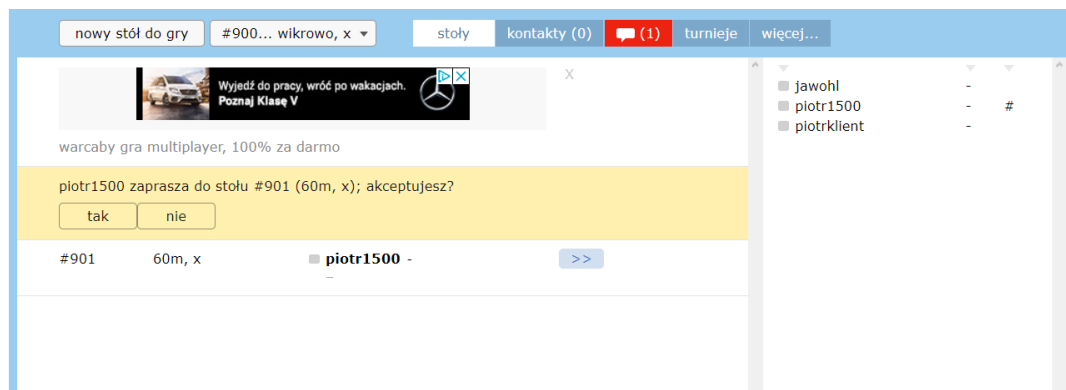 nowy stół do gry #900... wikrowo, x stoły kontakty (0) (1) turnieje więcej...
Wyjedź do pracy, wróć po wakacjach.
Poznaj Klasę V
X
warcaby gra multiplayer, 100% za darmo
piotr1500 zaprasza do stołu #901 (60m, x); akceptujesz?
tak nie
#901 60m, x piotr1500 - >>
–
jawohl -
piotr1500 - #
piotrklient -